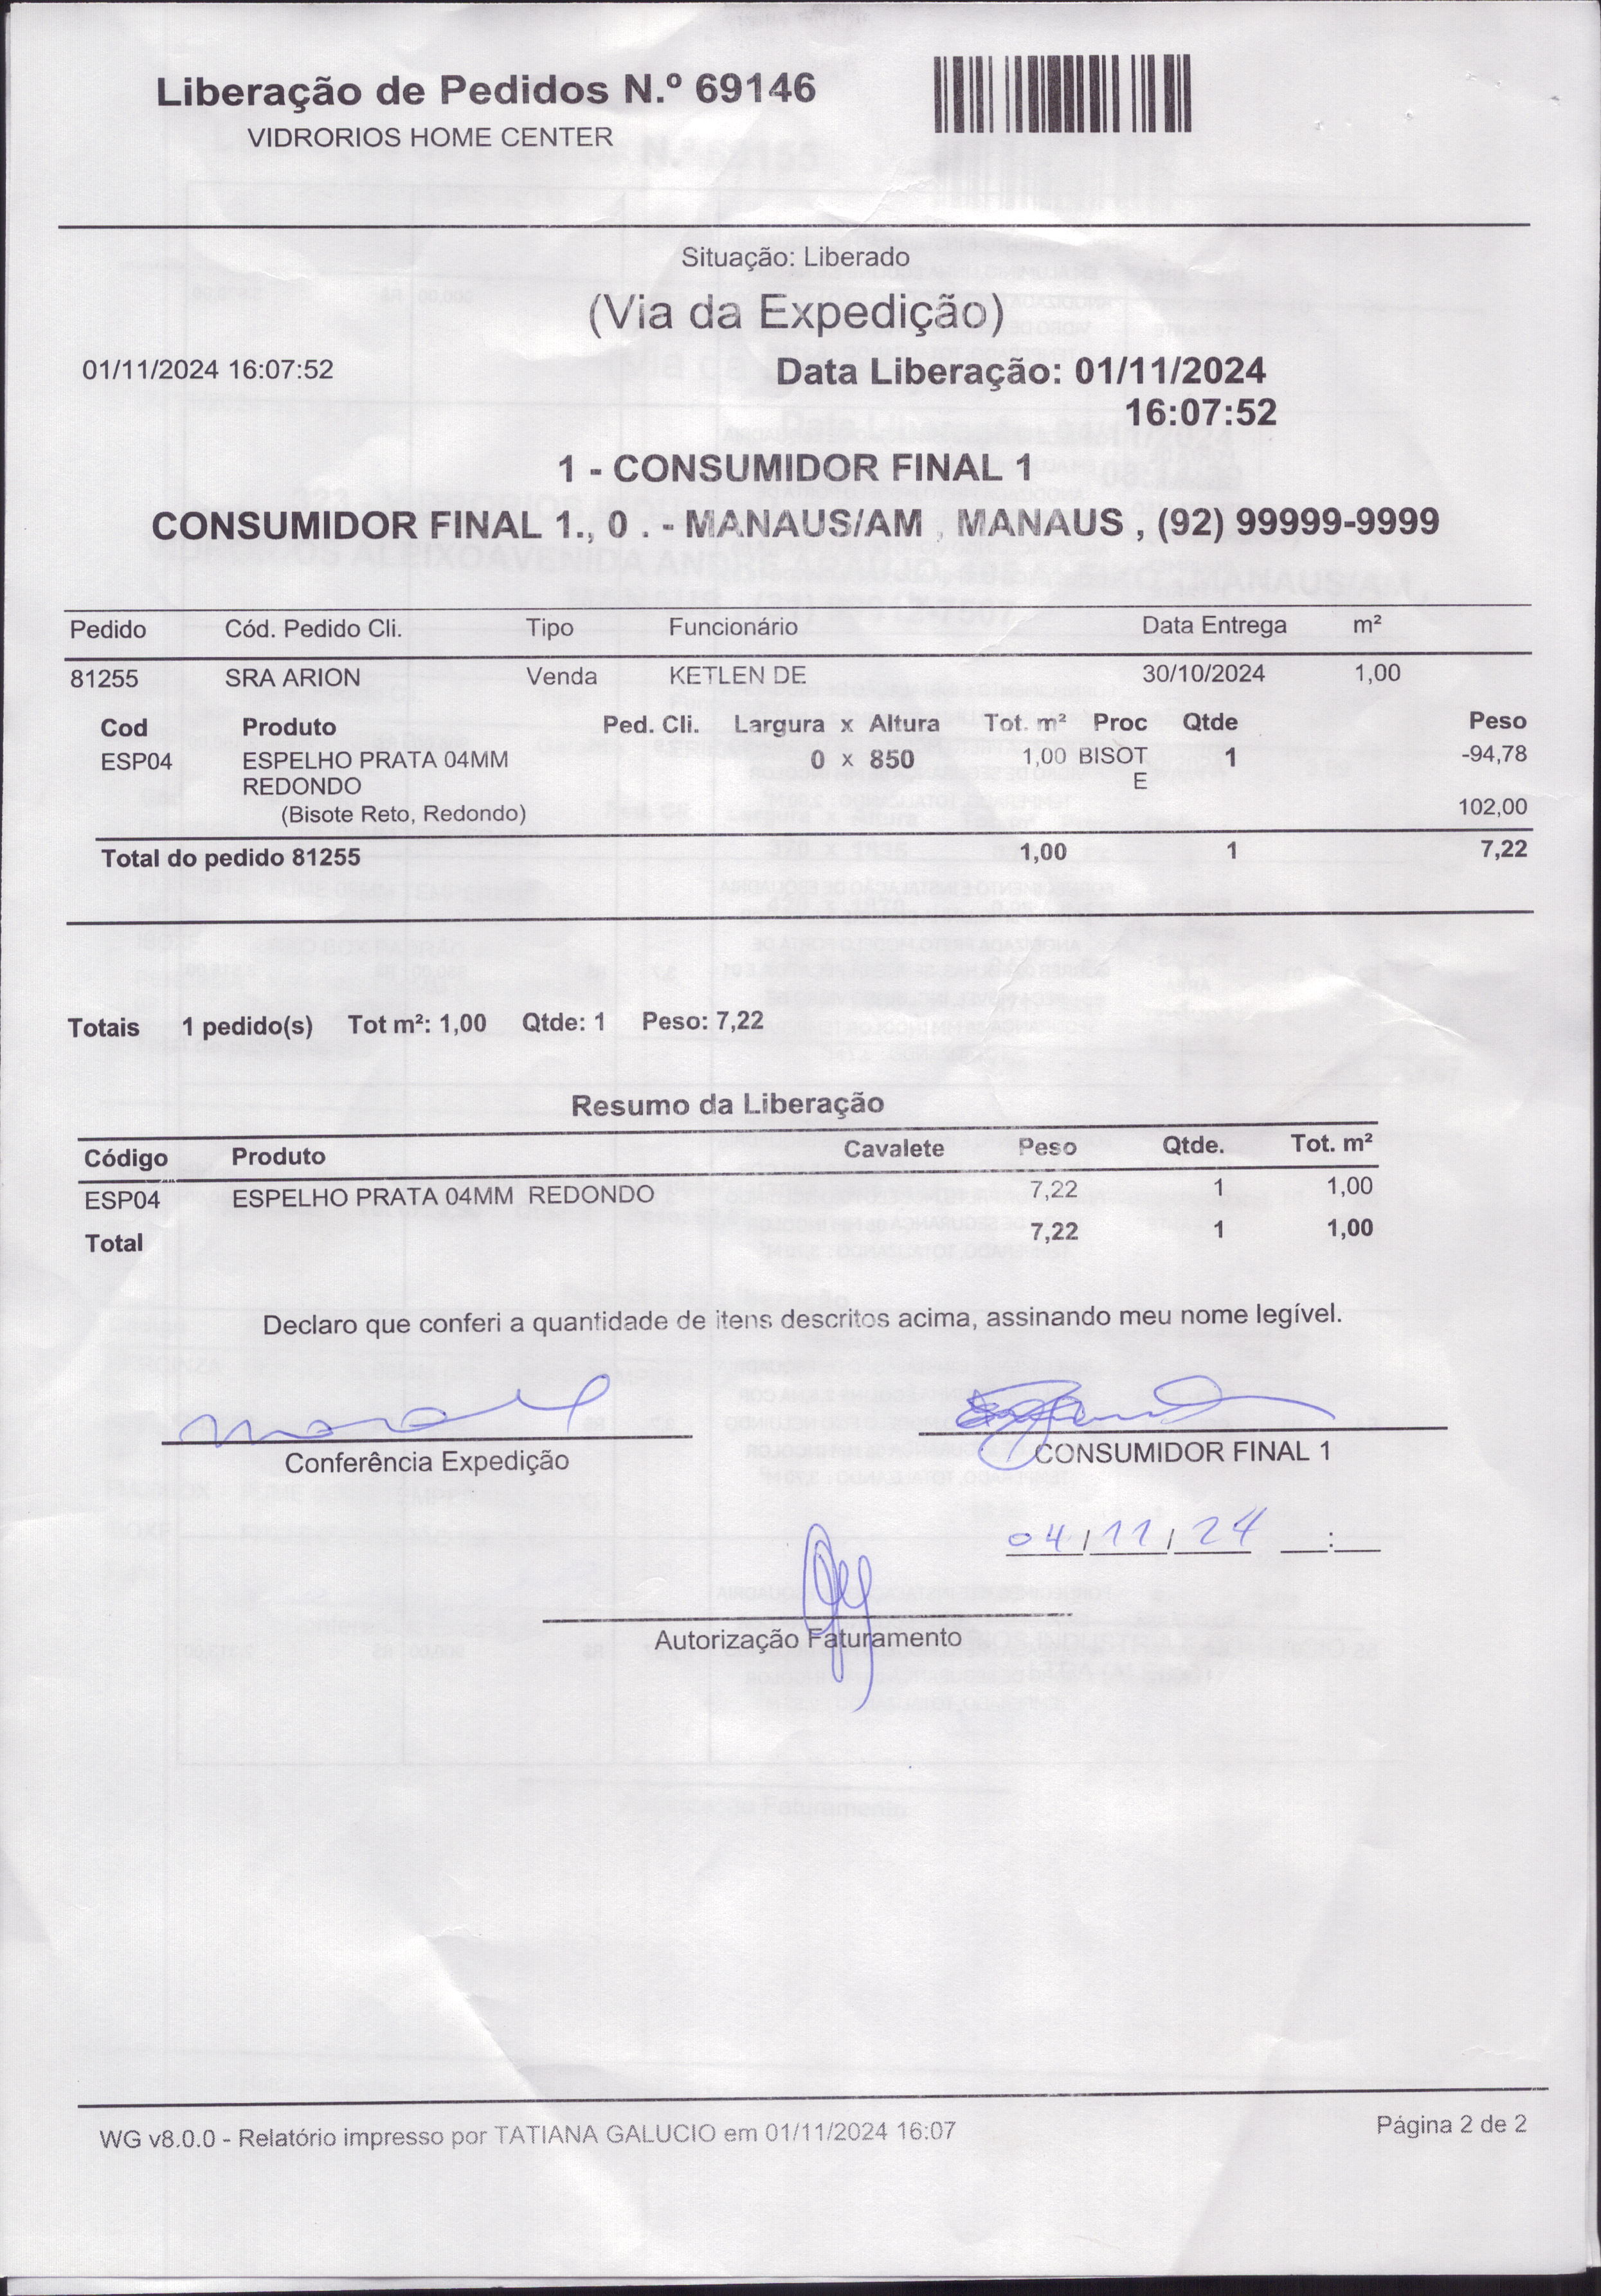 Liberação de Pedidos N.º 69146
VIDRORIOS HOME CENTER
Situação: Liberado
(Via da Expedição)
01/11/2024 16:07:52
Data Liberação: 01/11/2024
16:07:52
1 - CONSUMIDOR FINAL 1
CONSUMIDOR FINAL 1., 0 . - MANAUS/AM , MANAUS , (92) 99999-9999
Pedido Cód. Pedido Cli. Tipo Funcionário Data Entrega m²
81255 SRA ARION Venda KETLEN DE 30/10/2024 1,00
Cod Produto Ped. Cli. Largura x Altura Tot. m² Proc Qtde Peso
ESP04 ESPELHO PRATA 04MM 0 x 850 1,00 BISOT 1 -94,78
REDONDO E
(Bisote Reto, Redondo) 102,00
Total do pedido 81255 1,00 1 7,22
Totais 1 pedido(s) Tot m²: 1,00 Qtde: 1 Peso: 7,22
Resumo da Liberação
Código Produto Cavalete Peso Qtde. Tot. m²
ESP04 ESPELHO PRATA 04MM REDONDO 7,22 1 1,00
Total 7,22 1 1,00
Declaro que conferi a quantidade de itens descritos acima, assinando meu nome legível.
Conferência Expedição
CONSUMIDOR FINAL 1
04/11/24 __:__
Autorização Faturamento
WG v8.0.0 - Relatório impresso por TATIANA GALUCIO em 01/11/2024 16:07
Página 2 de 2